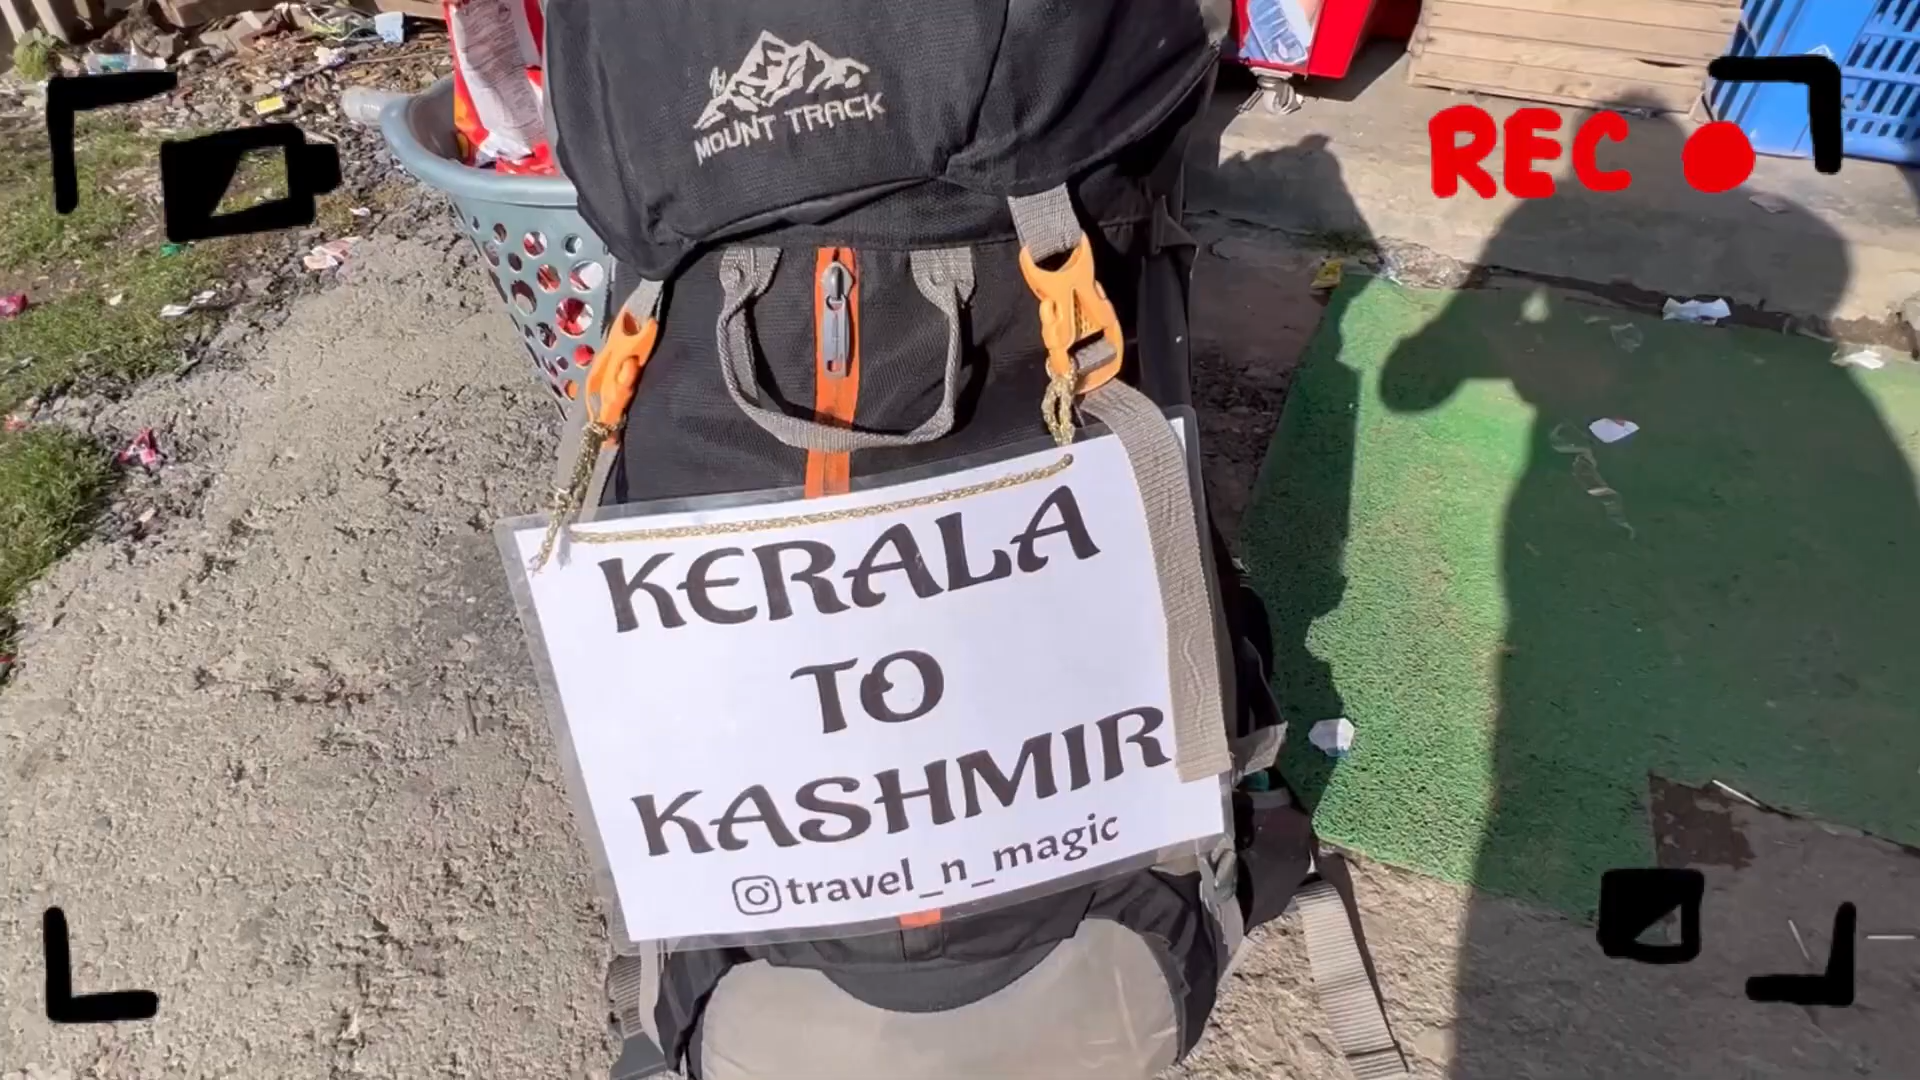 MOUNT TRACK
REC
KERALA
TO
KASHMIR
@travel_n_magic